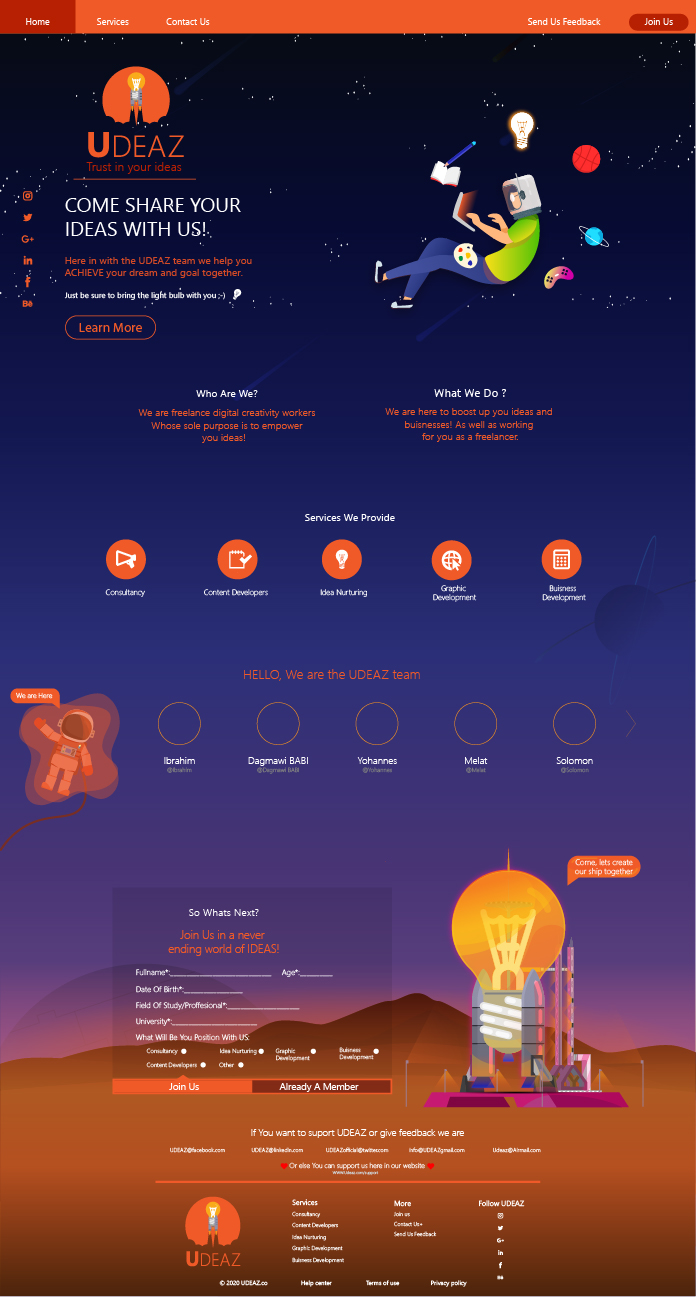 Home Services Contact Us Send Us Feedback Join Us
UDEAZ
Trust in your ideas
COME SHARE YOUR
IDEAS WITH US!
Here in with the UDEAZ team we help you
ACHIEVE your dream and goal together.
Just be sure to bring the light bulb with you ;-)
Learn More
Who Are We?
We are freelance digital creativity workers
Whose sole purpose is to empower
you ideas!
What We Do ?
We are here to boost up you ideas and
buisnesses! As well as working
for you as a freelancer.
Services We Provide
Consultancy
Content Developers
Idea Nurturing
Graphic
Development
Buisness
Development
HELLO, We are the UDEAZ team
We are Here
Ibrahim
@Ibrahim
Dagmawi BABI
@Dagmawi BABI
Yohannes
@Yohannes
Melat
@Melat
Solomon
@Solomon
Come, lets create
our ship together
So Whats Next?
Join Us in a never
ending world of IDEAS!
Fullname*: Age*:
Date Of Birth*:
Field Of Study/Proffesional*:
University*:
What Will Be You Position With US:
Consultancy
Idea Nurturing
Graphic
Development
Buisness
Development
Content Developers
Other
Join Us Already A Member
If You want to suport UDEAZ or give feedback we are
UDEAZ@facebook.com UDEAZ@linkedin.com UDEAZofficial@twitter.com info@UDEAZgmail.com Udeaz@Airmail.com
Or else You can support us here in our website
WWW.Udeaz.com/support
UDEAZ
Services
Consultancy
Content Developers
Idea Nurturing
Graphic Development
Buisness Development
More
Join us
Contact Us+
Send Us Feedback
Follow UDEAZ
G+
in
f
Bē
© 2020 UDEAZ.co Help center Terms of use Privacy policy